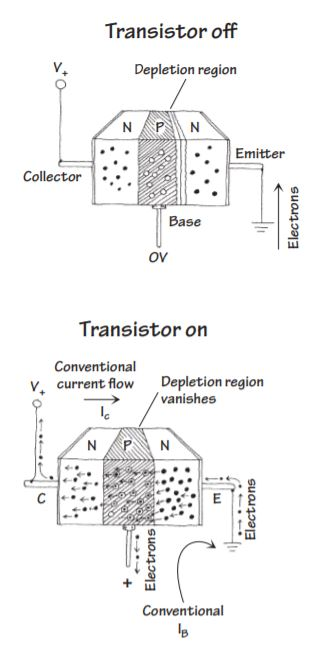 Transistor off
V+
Depletion region
N P N
Emitter
Collector
Electrons
Base
0V
Transistor on
Conventional
current flow
V+
Ic
Depletion region
vanishes
N P N
C
E
Electrons
+
Electrons
Conventional
IB